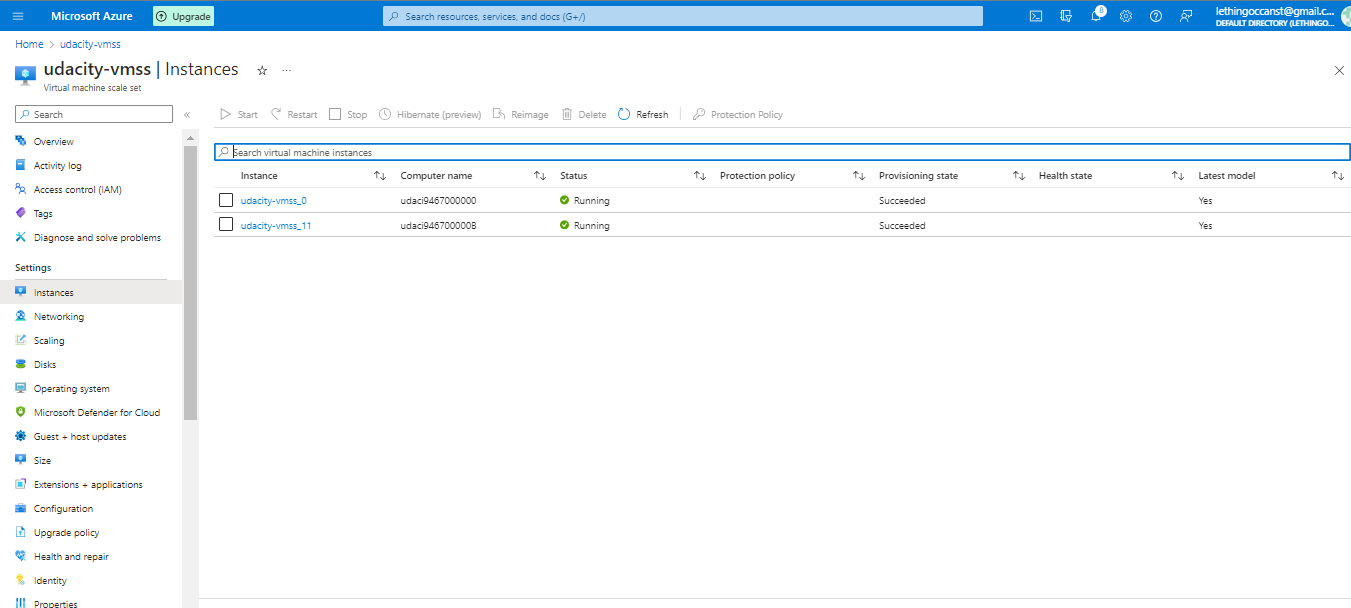 Microsoft Azure
Upgrade
Search resources, services, and docs (G+/)
8
lethingoccanst@gmail.c...
DEFAULT DIRECTORY (LETHINGO...
Home > udacity-vmss
udacity-vmss | Instances ☆ ...
Virtual machine scale set
Search
«
Start Restart Stop Hibernate (preview) Reimage Delete Refresh Protection Policy
Search virtual machine instances
Instance Computer name Status Protection policy Provisioning state Health state Latest model
udacity-vmss_0 udaci9467000000 Running Succeeded Yes
udacity-vmss_11 udaci946700000B Running Succeeded Yes
Overview
Activity log
Access control (IAM)
Tags
Diagnose and solve problems
Settings
Instances
Networking
Scaling
Disks
Operating system
Microsoft Defender for Cloud
Guest + host updates
Size
Extensions + applications
Configuration
Upgrade policy
Health and repair
Identity
Properties